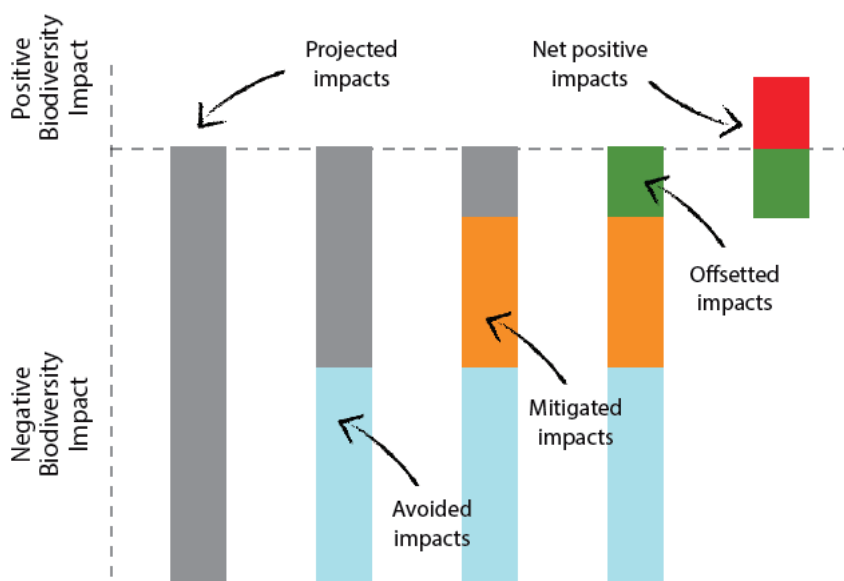 Positive
Biodiversity
Impact
Projected
impacts
Net positive
impacts
Offsetted
impacts
Negative
Biodiversity
Impact
Mitigated
impacts
Avoided
impacts